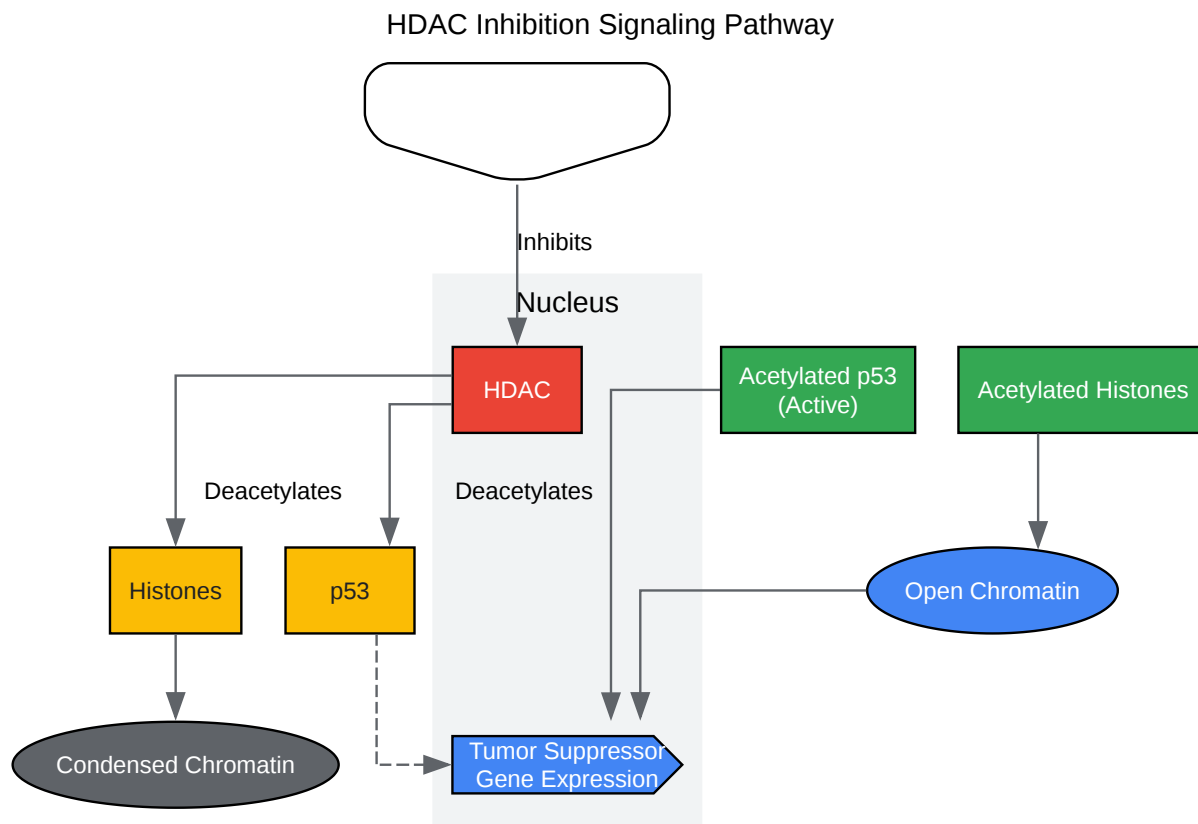 HDAC Inhibition Signaling Pathway
Inhibits
Nucleus
HDAC
Acetylated p53
(Active)
Acetylated Histones
Deacetylates
Deacetylates
Histones
p53
Open Chromatin
Condensed Chromatin
Tumor Suppressor
Gene Expression